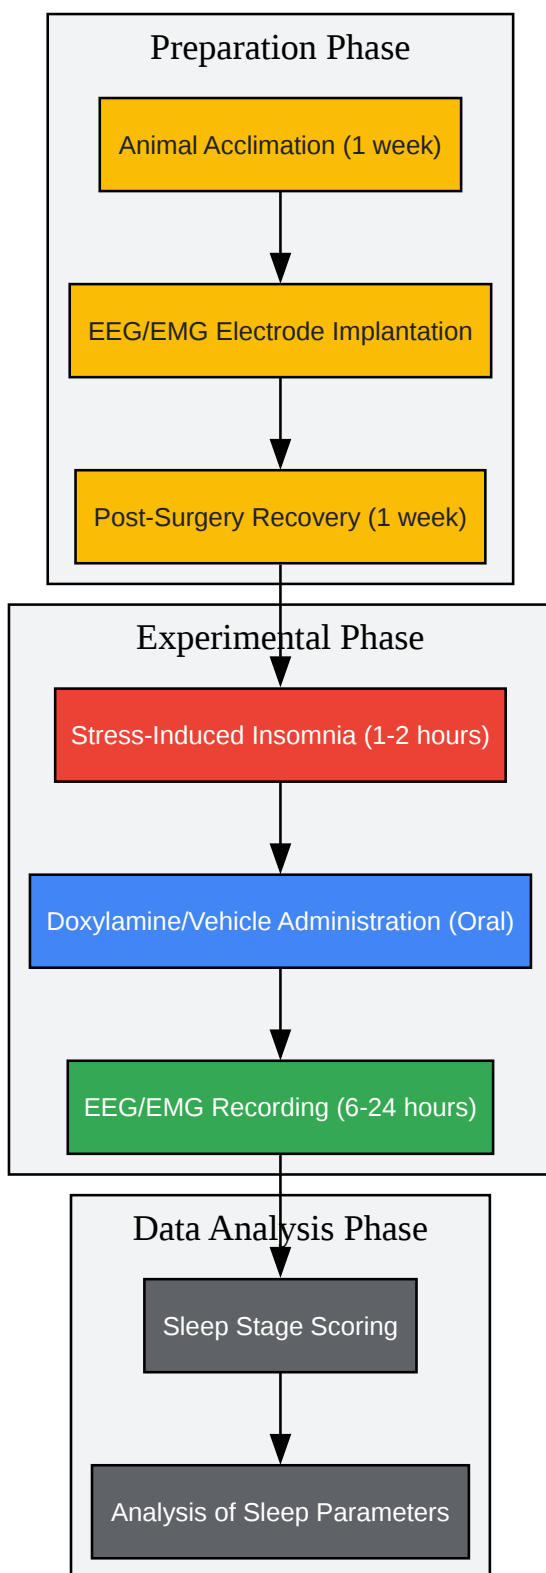 Preparation Phase
Animal Acclimation (1 week)
EEG/EMG Electrode Implantation
Post-Surgery Recovery (1 week)
Experimental Phase
Stress-Induced Insomnia (1-2 hours)
Doxylamine/Vehicle Administration (Oral)
EEG/EMG Recording (6-24 hours)
Data Analysis Phase
Sleep Stage Scoring
Analysis of Sleep Parameters